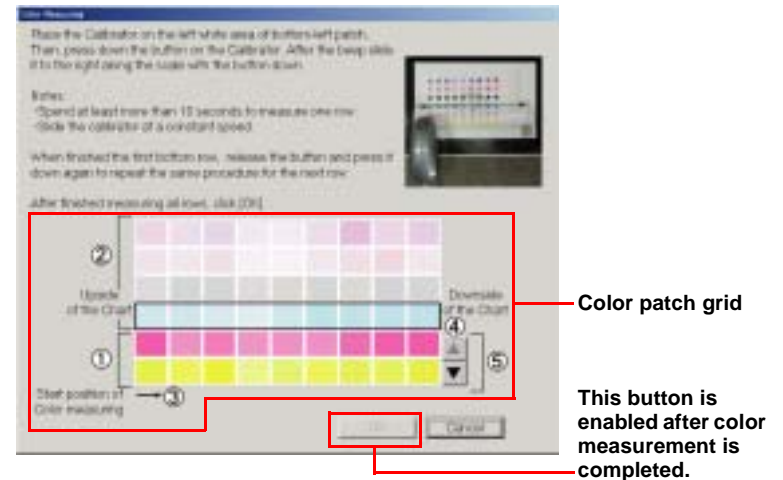 Color Measuring
Place the Calibrator on the left white area of bottom-left patch.
Then, press down the button on the Calibrator. After the beep slide
it to the right along the scale with the button down.
Notes:
-Spend at least more than 10 seconds to measure one row
-Slide the calibrator at a constant speed
When finished the first bottom row, release the button and press it
down again to repeat the same procedure for the next row.
After finished measuring all rows, click [OK]
②
Upside
of the Chart
Downside
of the Chart
④
①
⑤
Start position of
Color measuring
③
OK
Cancel
Color patch grid
This button is
enabled after color
measurement is
completed.